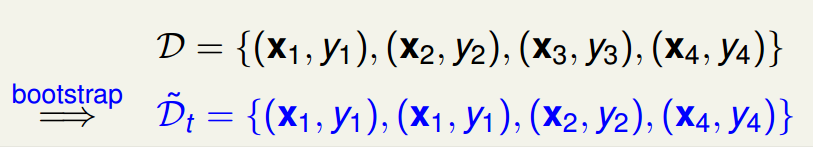 𝒟 = {(x₁, y₁), (x₂, y₂), (x₃, y₃), (x₄, y₄)}
bootstrap
⟹ 𝒟̃ₜ = {(x₁, y₁), (x₁, y₁), (x₂, y₂), (x₄, y₄)}